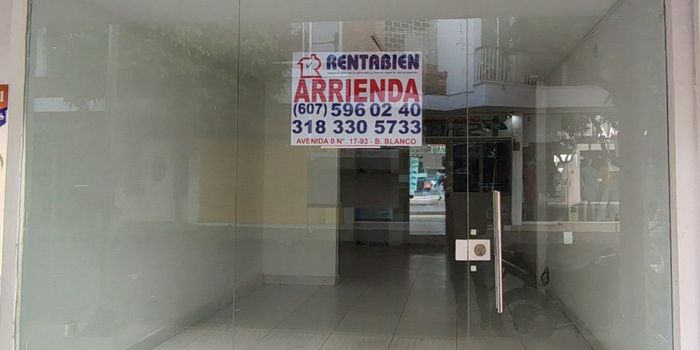 RENTABIEN
ARRIENDA
(607) 596 02 40
318 330 5733
AVENIDA 0 N°. 17-93 - B. BLANCO